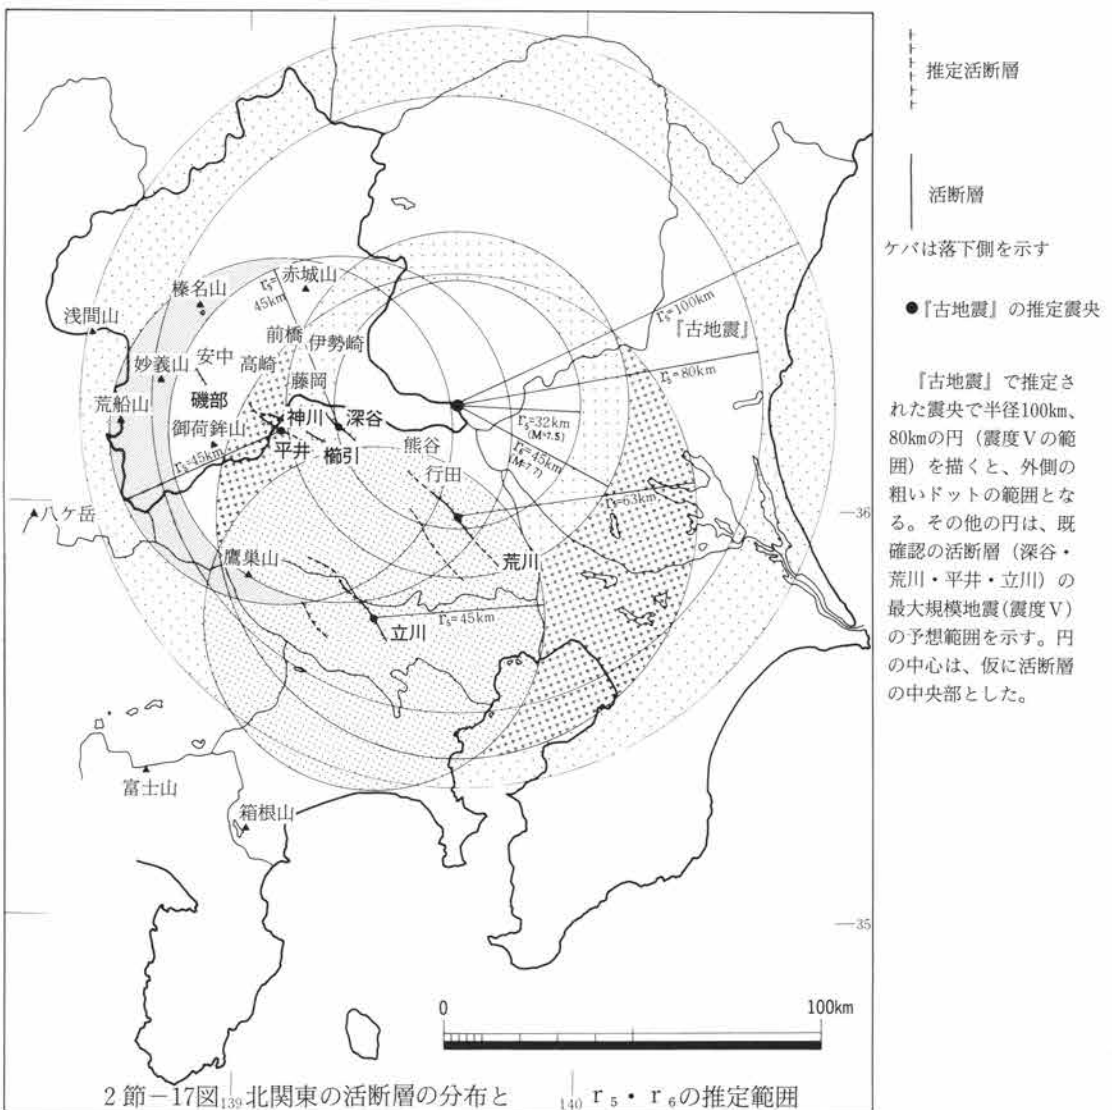 推定活断層
活断層
ケバは落下側を示す
●『古地震』の推定震央
『古地震』で推定さ
れた震央で半径100km、
80kmの円（震度Ⅴの範
囲）を描くと、外側の
粗いドットの範囲とな
る。その他の円は、既
確認の活断層（深谷・
荒川・平井・立川）の
最大規模地震(震度Ⅴ)
の予想範囲を示す。円
の中心は、仮に活断層
の中央部とした。
赤城山
榛名山
r₅=
45km
浅間山
前橋
伊勢崎
安中
高崎
妙義山
藤岡
荒船山
磯部
神川
深谷
御荷鉾山
平井
櫛引
熊谷
r₅=45km
行田
八ケ岳
鷹巣山
荒川
立川
r₅=45km
r₅=100km
『古地震』
r₅=80km
r₅=32km
(M=7.5)
r₆=45km
(M=7.7)
r₅=63km
富士山
箱根山
36
35
0
100km
139
140
2節－17図 北関東の活断層の分布と r₅・r₆の推定範囲